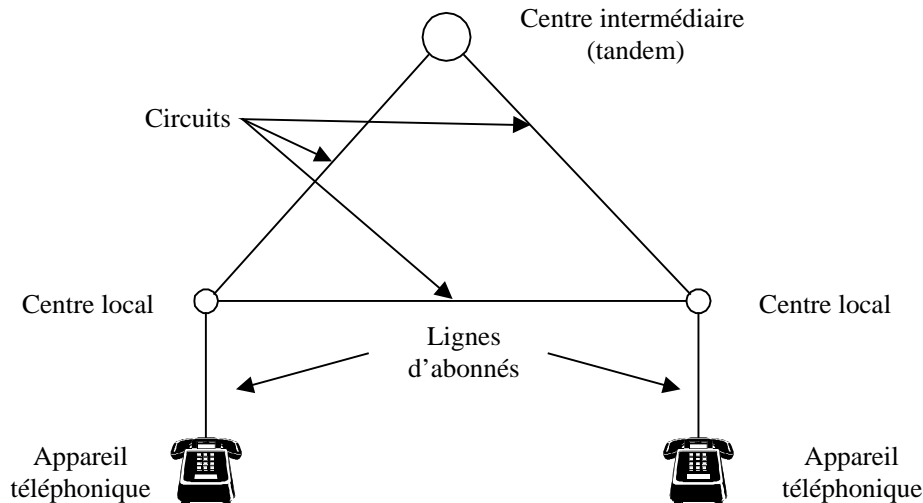 Centre intermédiaire
(tandem)
Circuits
Centre local
Centre local
Lignes
d’abonnés
Appareil
téléphonique
Appareil
téléphonique